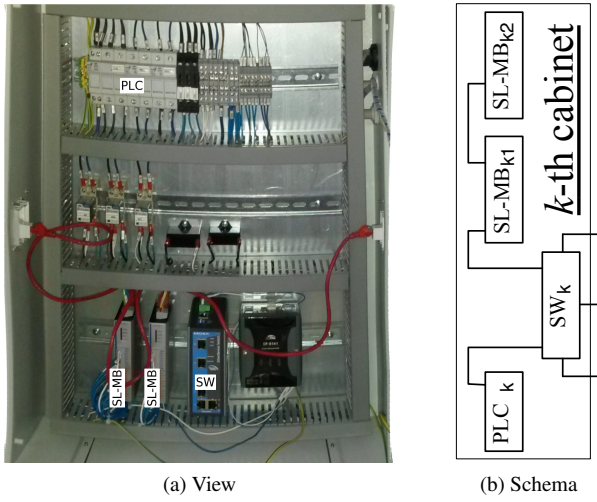 PLC
SL-MB
SL-MB
SW
(a) View
SL-MBk2
SL-MBk1
k-th cabinet
SWk
PLC k
(b) Schema